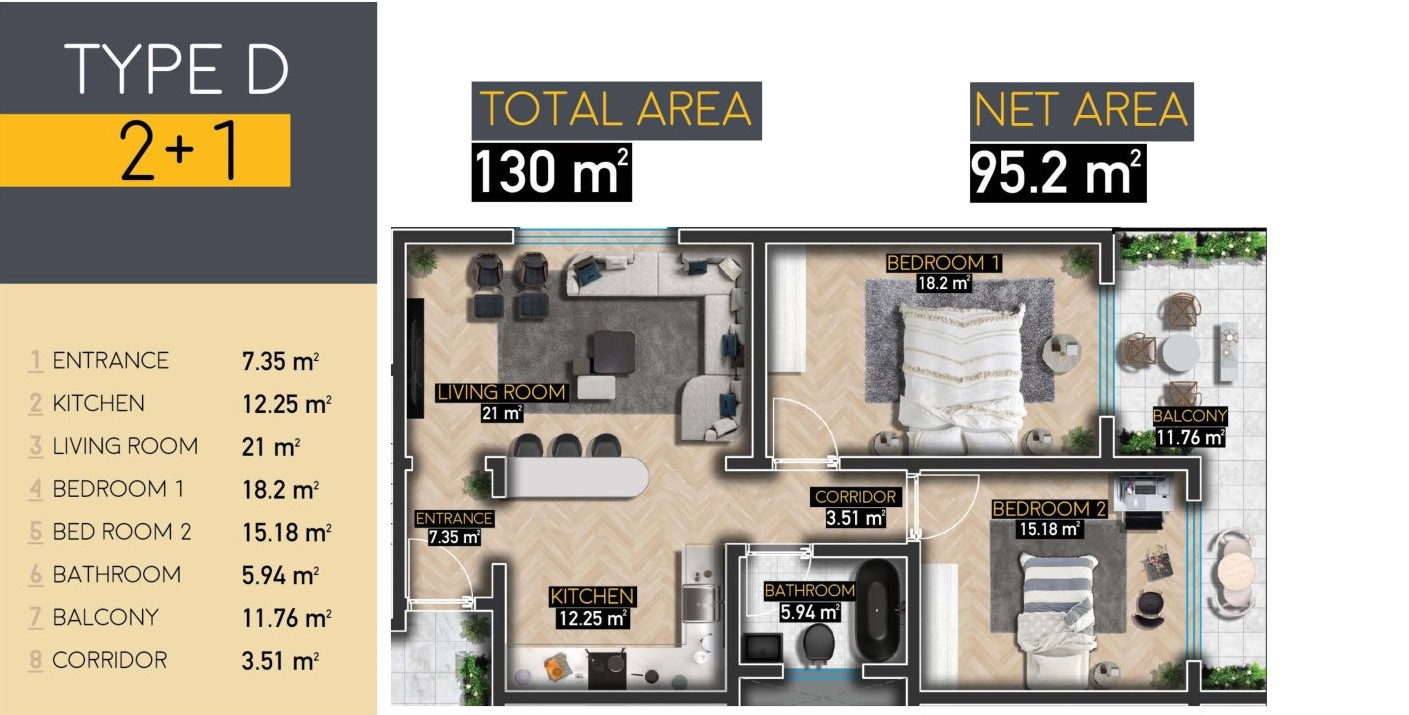 TYPE D
2+1
TOTAL AREA
130 m²
NET AREA
95.2 m²
1 ENTRANCE 7.35 m²
2 KITCHEN 12.25 m²
3 LIVING ROOM 21 m²
4 BEDROOM 1 18.2 m²
5 BED ROOM 2 15.18 m²
6 BATHROOM 5.94 m²
7 BALCONY 11.76 m²
8 CORRIDOR 3.51 m²
BEDROOM 1
18.2 m²
LIVING ROOM
21 m²
BALCONY
11.76 m²
CORRIDOR
3.51 m²
BEDROOM 2
15.18 m²
ENTRANCE
7.35 m²
KITCHEN
12.25 m²
BATHROOM
5.94 m²